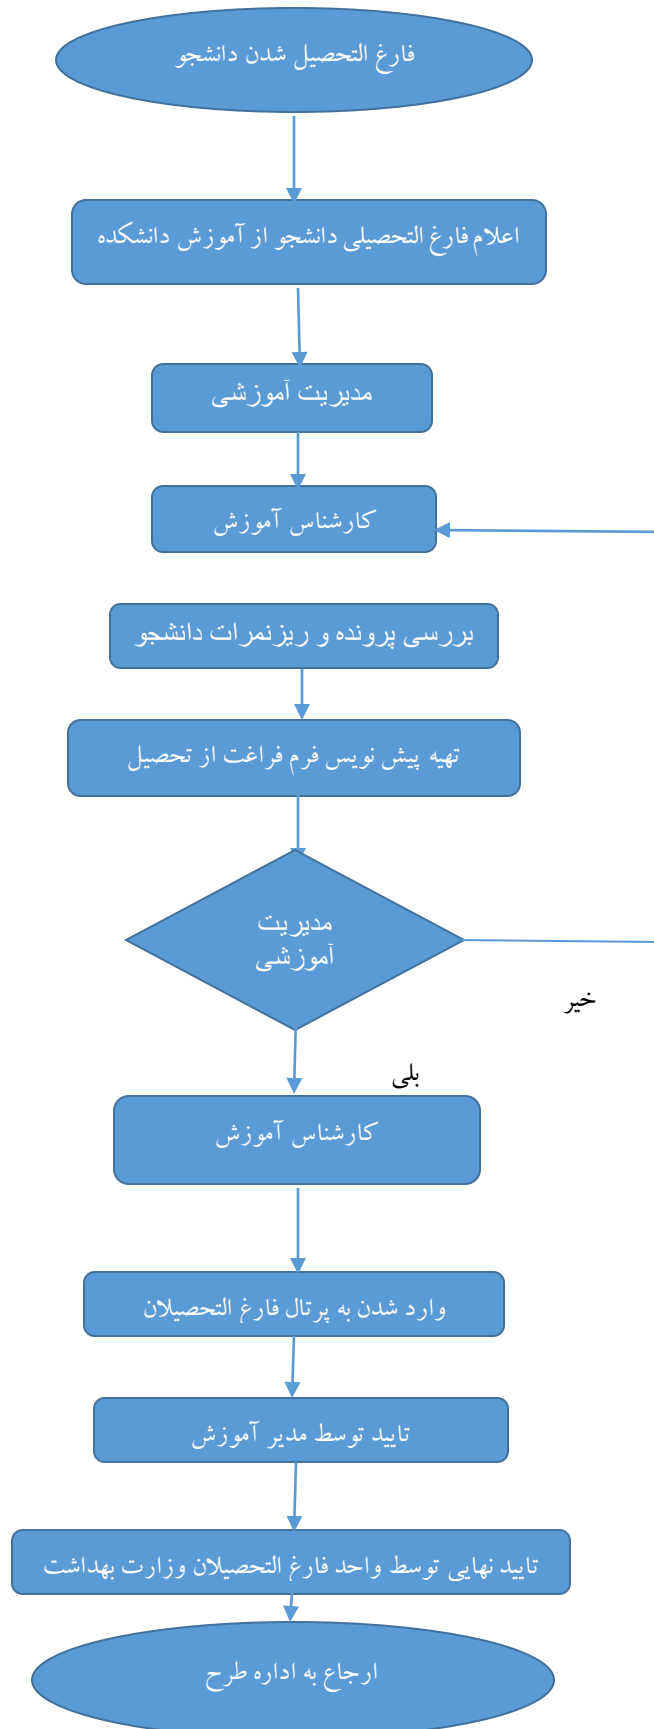 فارغ التحصیل شدن دانشجو
اعلام فارغ التحصیلی دانشجو از آموزش دانشکده
مدیریت آموزشی
کارشناس آموزش
بررسی پرونده و ریزنمرات دانشجو
تهیه پیش نویس فرم فراغت از تحصیل
مدیریت
آموزشی
خیر
بلی
کارشناس آموزش
وارد شدن به پرتال فارغ التحصیلان
تایید توسط مدیر آموزش
تایید نهایی توسط واحد فارغ التحصیلان وزارت بهداشت
ارجاع به اداره طرح